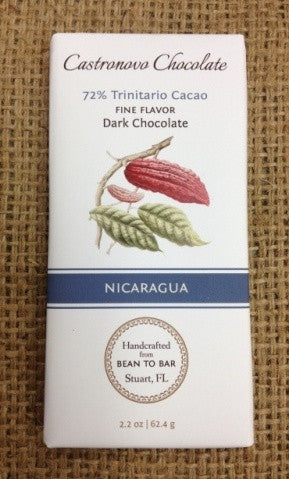 Castronovo Chocolate
72% Trinitario Cacao
FINE FLAVOR
Dark Chocolate
NICARAGUA
Handcrafted
from
BEAN TO BAR
Stuart, FL
2.2 oz | 62.4 g